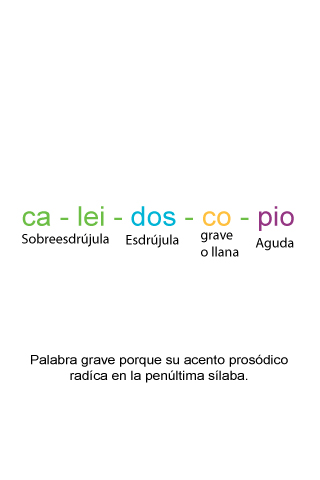 ca - lei - dos - co - pio
Sobreesdrújula Esdrújula grave Aguda
o llana
Palabra grave porque su acento prosódico
radíca en la penúltima sílaba.